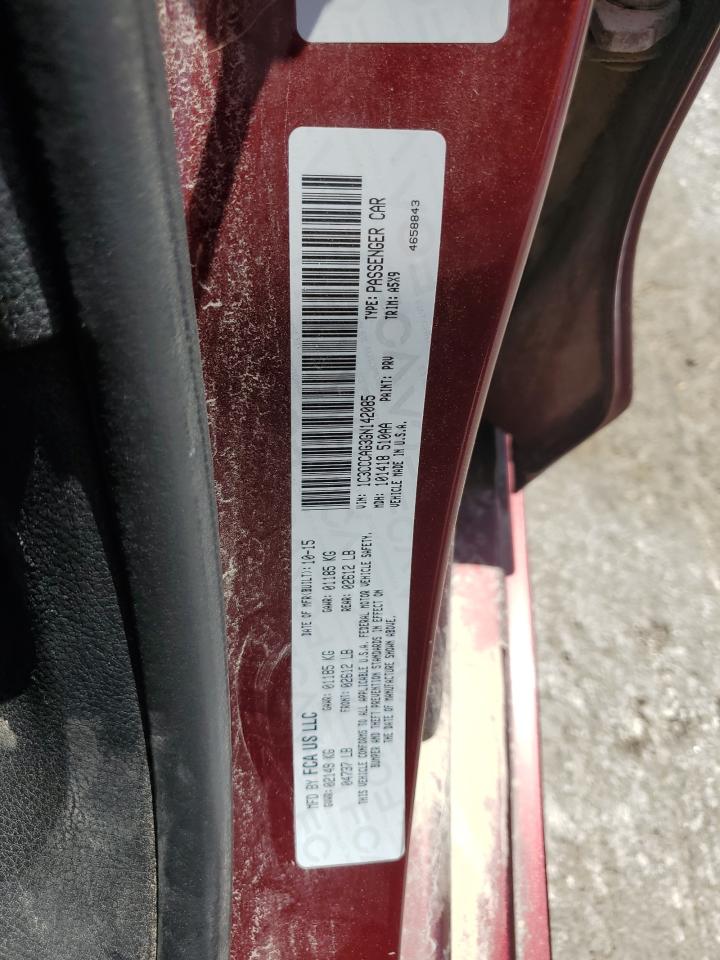 MFD BY FCA US LLC
DATE OF MFR(BUILT): 10-15
GVWR: 02149 KG
GAWR: 01185 KG
GAWR: 01185 KG
04737 LB
FRONT: 02612 LB
REAR: 02612 LB
THIS VEHICLE CONFORMS TO ALL APPLICABLE U.S.A. FEDERAL MOTOR VEHICLE SAFETY,
BUMPER AND THEFT PREVENTION STANDARDS IN EFFECT ON
THE DATE OF MANUFACTURE SHOWN ABOVE.
VIN: 1C3CCCAG3GN142085
TYPE: PASSENGER CAR
MDH: 101418 510AA
PAINT: PRV
TRIM: A5X9
VEHICLE MADE IN U.S.A.
4658843